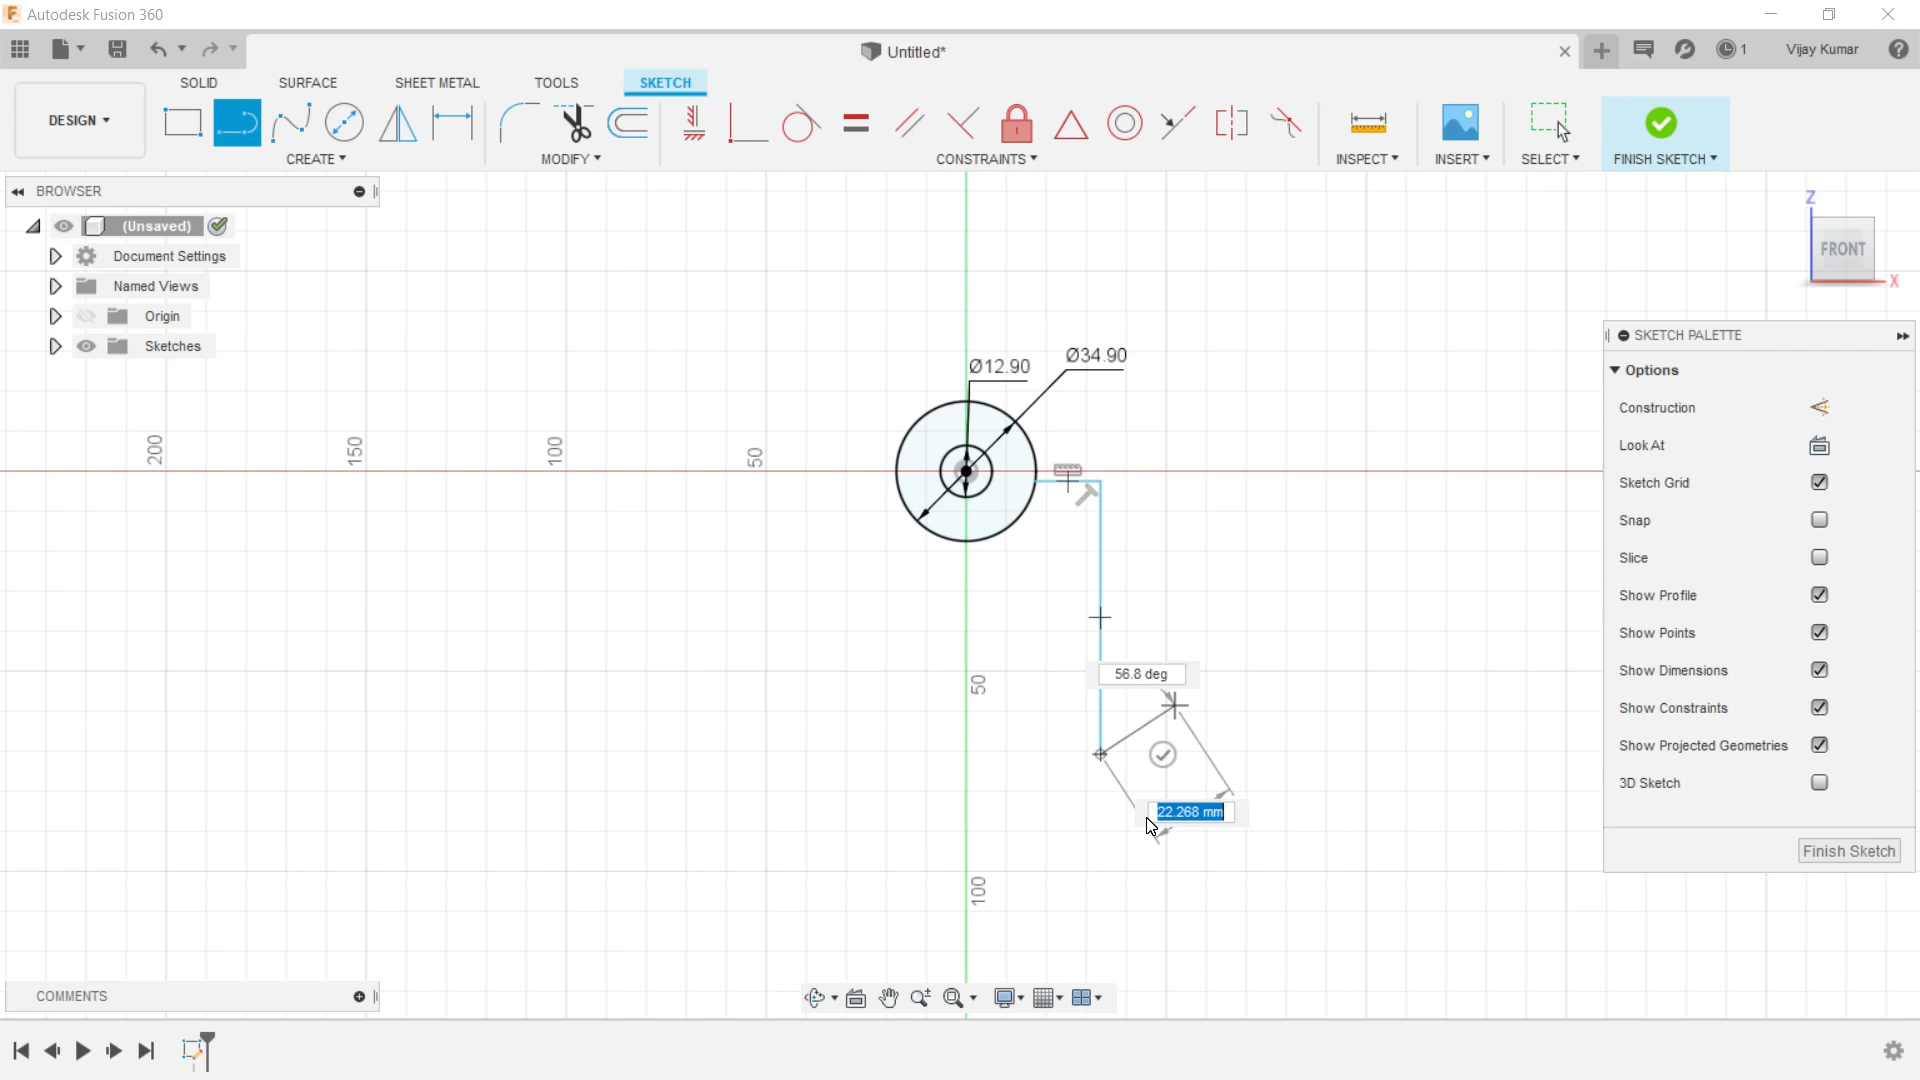 Autodesk Fusion 360
Untitled*
1
Vijay Kumar
SOLID
SURFACE
SHEET METAL
TOOLS
SKETCH
DESIGN
CREATE
MODIFY
CONSTRAINTS
INSPECT
INSERT
SELECT
FINISH SKETCH
BROWSER
(Unsaved)
Document Settings
Named Views
Origin
Sketches
Z
FRONT
X
Ø12.90
Ø34.90
200
150
100
50
50
100
56.8 deg
22.268 mm
SKETCH PALETTE
Options
Construction
Look At
Sketch Grid
Snap
Slice
Show Profile
Show Points
Show Dimensions
Show Constraints
Show Projected Geometries
3D Sketch
Finish Sketch
COMMENTS